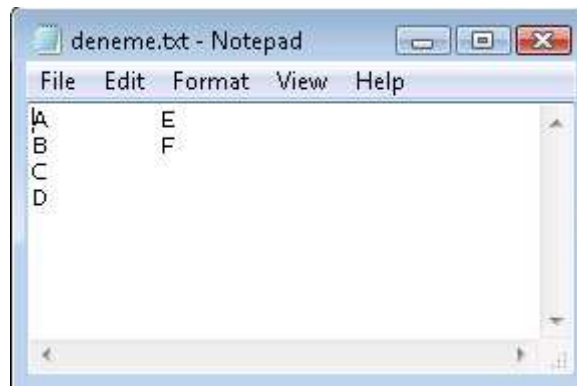 deneme.txt - Notepad
File Edit Format View Help
A E
B F
C
D